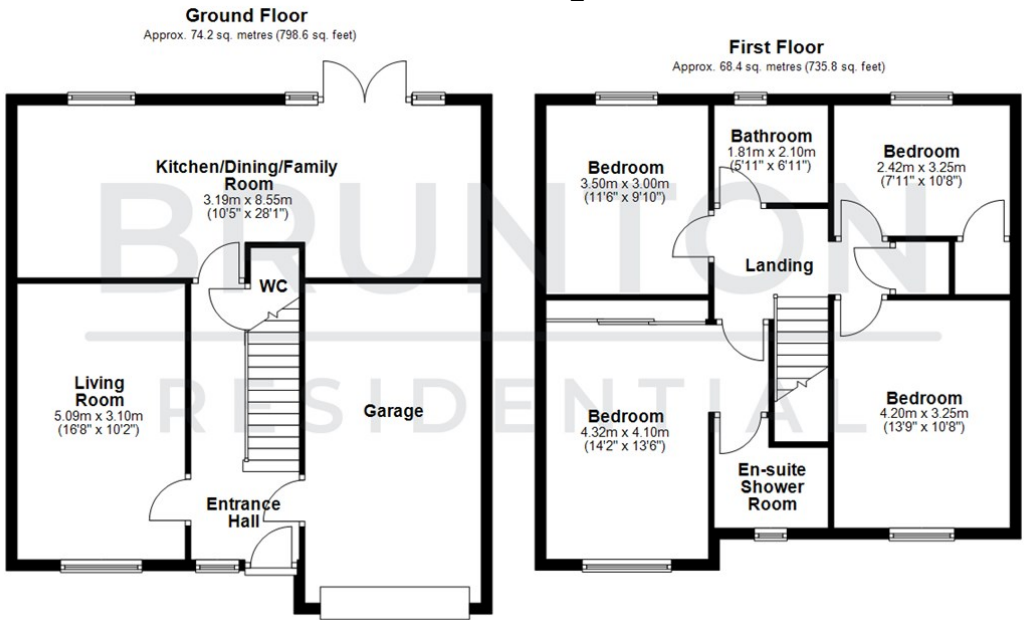 Ground Floor
Approx. 74.2 sq. metres (798.6 sq. feet)
Kitchen/Dining/Family
Room
3.19m x 8.55m
(10'5" x 28'1")
WC
Living
Room
5.09m x 3.10m
(16'8" x 10'2")
Garage
Entrance
Hall
First Floor
Approx. 68.4 sq. metres (735.8 sq. feet)
Bedroom
3.50m x 3.00m
(11'6" x 9'10")
Bathroom
1.81m x 2.10m
(5'11" x 6'11")
Bedroom
2.42m x 3.25m
(7'11" x 10'8")
Landing
Bedroom
4.32m x 4.10m
(14'2" x 13'6")
Bedroom
4.20m x 3.25m
(13'9" x 10'8")
En-suite
Shower
Room
BRUNTON
RESIDENTIAL